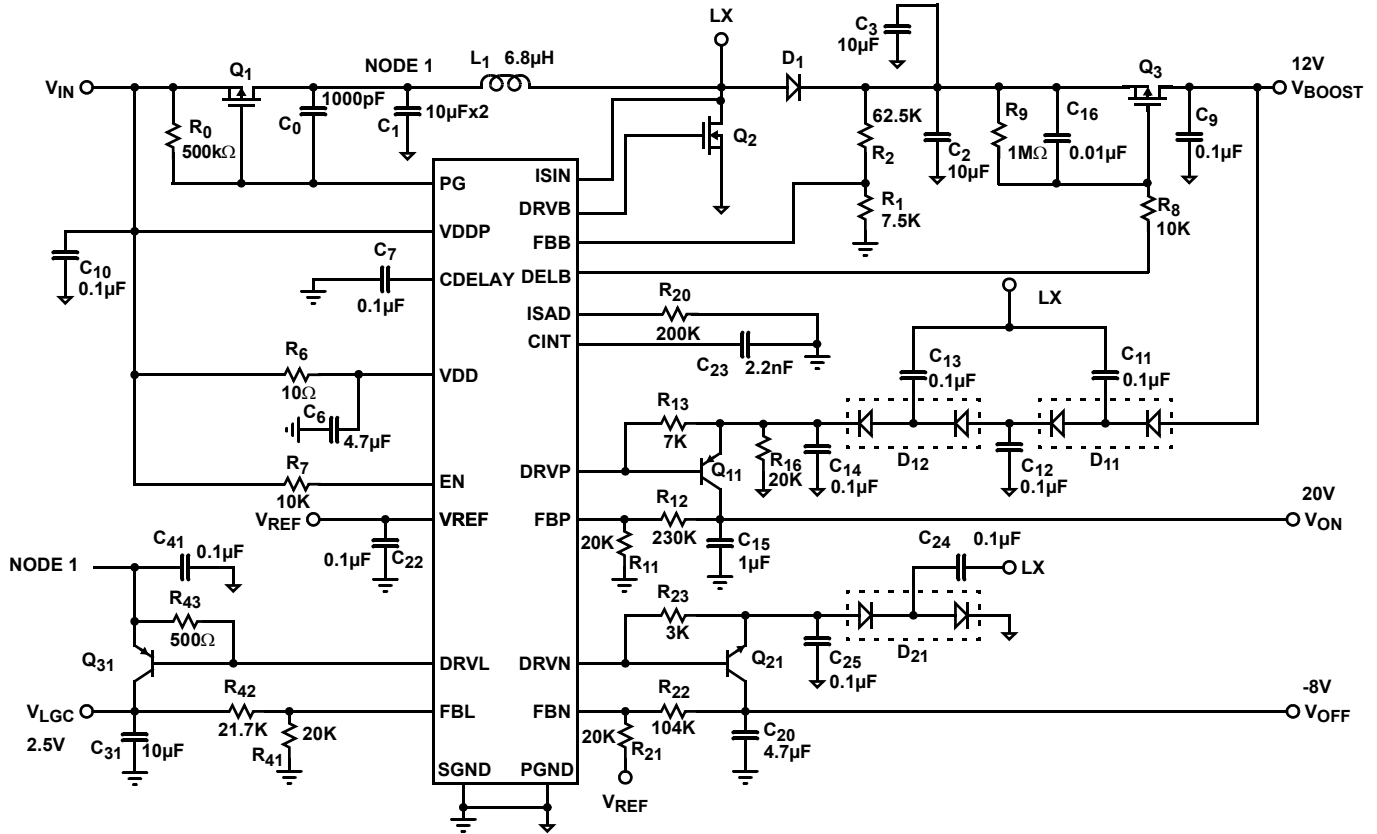 LX
C3
10µF
VIN
Q1
NODE 1
L1 6.8µH
D1
Q3
12V
VBOOST
R0
500kΩ
1000pF
C0
10µFx2
C1
Q2
62.5K
R2
C2
10µF
R9
1MΩ
C16
0.01µF
C9
0.1µF
R1
7.5K
R8
10K
PG
ISIN
DRVB
VDDP
FBB
CDELAY
DELB
ISAD
CINT
VDD
DRVP
EN
VREF
FBP
DRVL
DRVN
FBL
FBN
SGND
PGND
C10
0.1µF
C7
0.1µF
R20
200K
C23 2.2nF
LX
R6
10Ω
C6
4.7µF
C13
0.1µF
C11
0.1µF
R13
7K
Q11
R16
20K
C14
0.1µF
D12
C12
0.1µF
D11
R7
10K
VREF
0.1µF
C22
20K
R11
R12
230K
C15
1µF
20V
VON
C41
0.1µF
NODE 1
C24
0.1µF
LX
R43
500Ω
R23
3K
Q31
Q21
C25
0.1µF
D21
VLGC
2.5V
R42
21.7K
20K
R41
C31
10µF
20K
R21
R22
104K
C20
4.7µF
-8V
VOFF
VREF